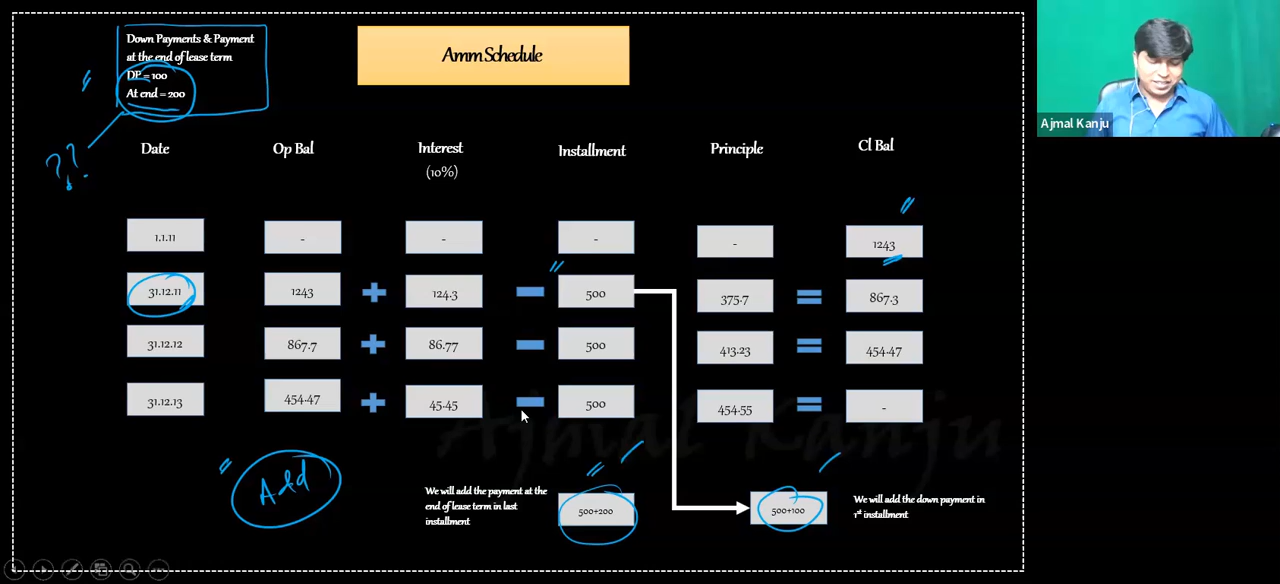 Down Payments & Payment
at the end of lease term
DP = 100
At end = 200
Amm Schedule
Ajmal Kanju
??
Date Op Bal Interest Installment Principle Cl Bal
(10%)
1.1.11 - - - - 1243
31.12.11 1243 + 124.3 - 500 375.7 = 867.3
31.12.12 867.7 + 86.77 - 500 413.23 = 454.47
31.12.13 454.47 + 45.45 - 500 454.55 = -
Ajmal Kanju
Add
We will add the payment at the
end of lease term in last
installment
500+200
500+100
We will add the down payment in
1st installment